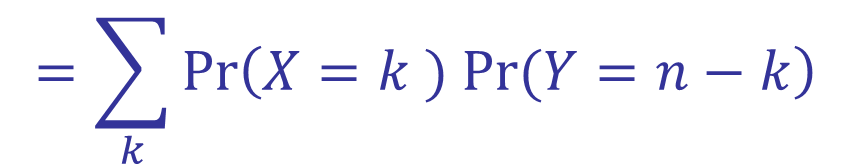 = ∑ₖ Pr(X = k ) Pr(Y = n − k)